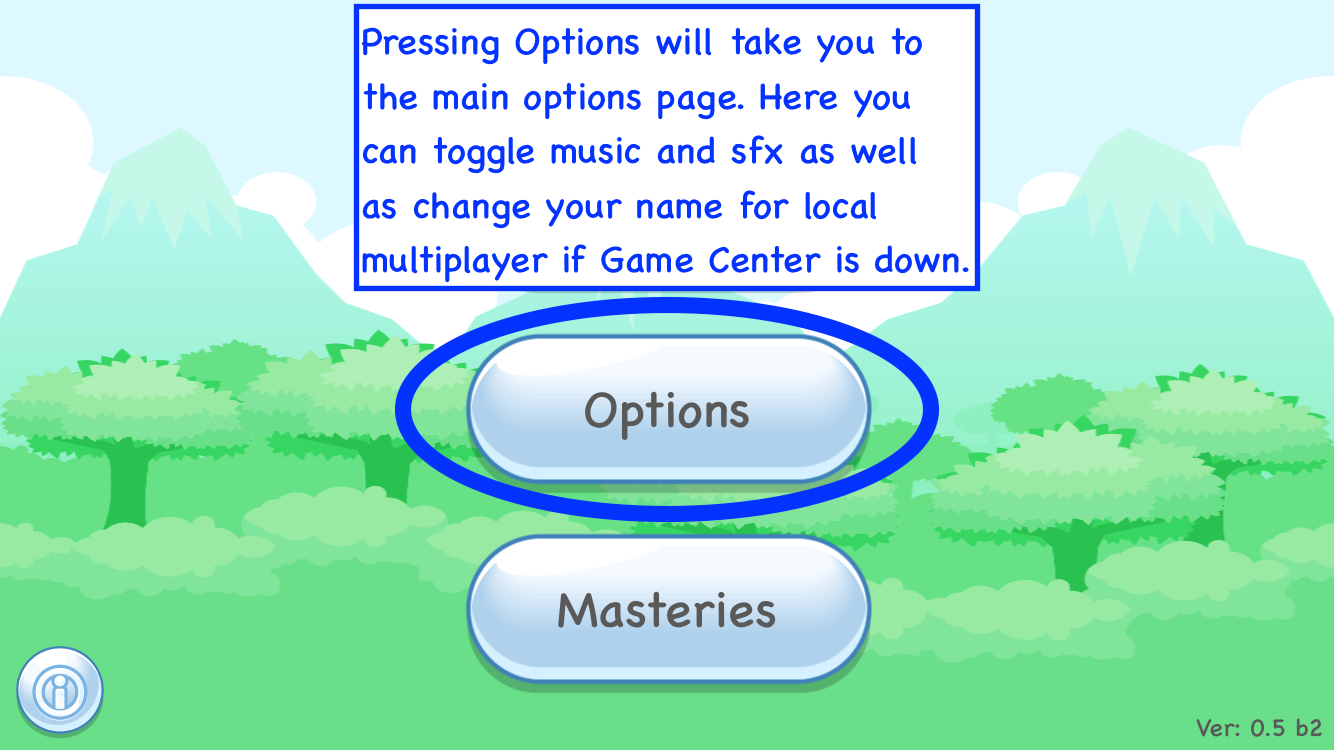 Pressing Options will take you to
the main options page. Here you
can toggle music and sfx as well
as change your name for local
multiplayer if Game Center is down.
Options
Masteries
Ver: 0.5 b2